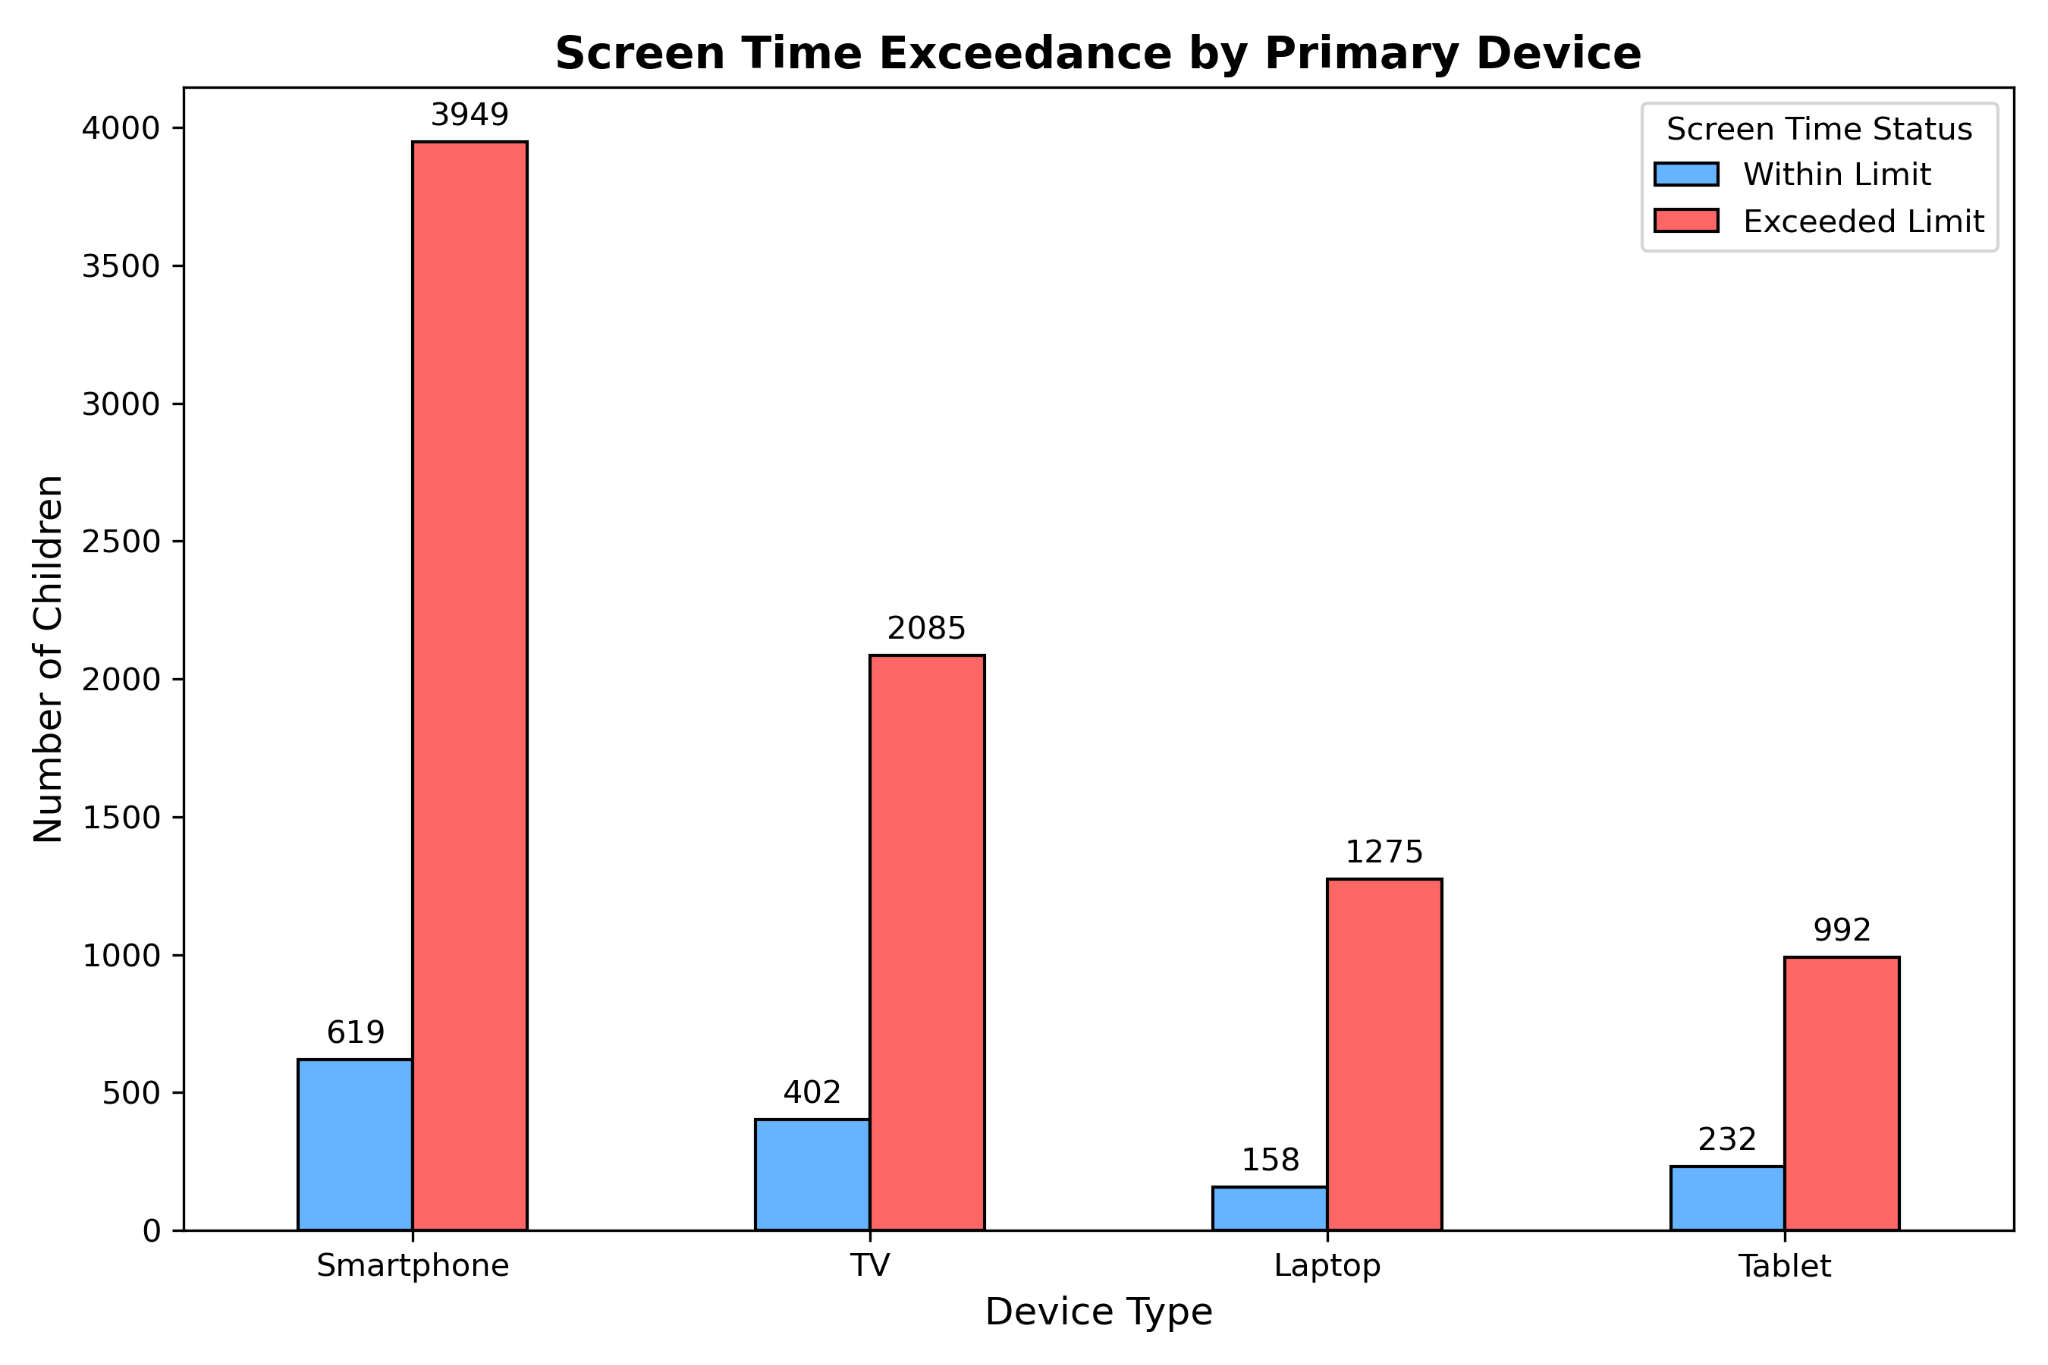 Screen Time Exceedance by Primary Device
Screen Time Status
Within Limit
Exceeded Limit
Number of Children
4000
3500
3000
2500
2000
1500
1000
500
0
3949
619
2085
402
1275
158
992
232
Smartphone
TV
Laptop
Tablet
Device Type